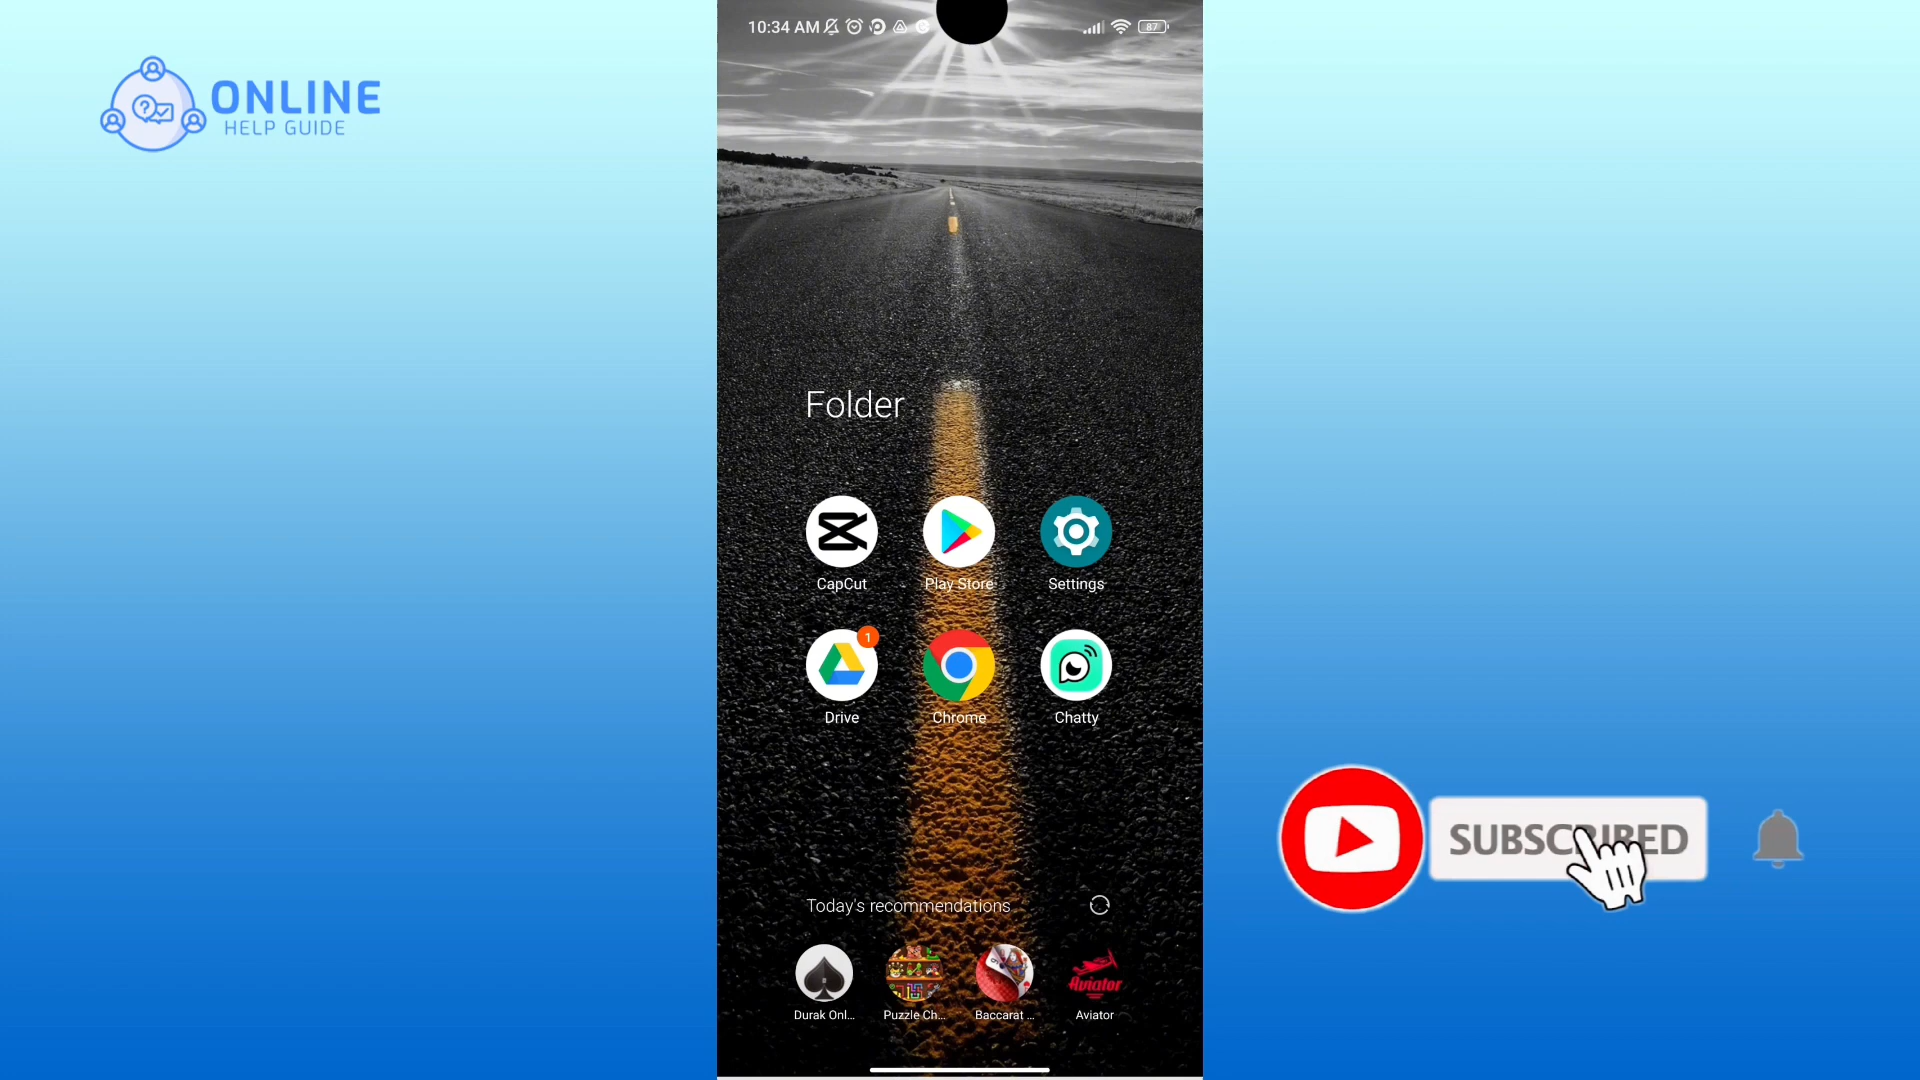 ONLINE
HELP GUIDE
10:34 AM
87
Folder
CapCut
Play Store
Settings
1
Drive
Chrome
Chatty
SUBSCRIBED
Today's recommendations
Aviator
Durak Onl...
Puzzle Ch...
Baccarat ...
Aviator